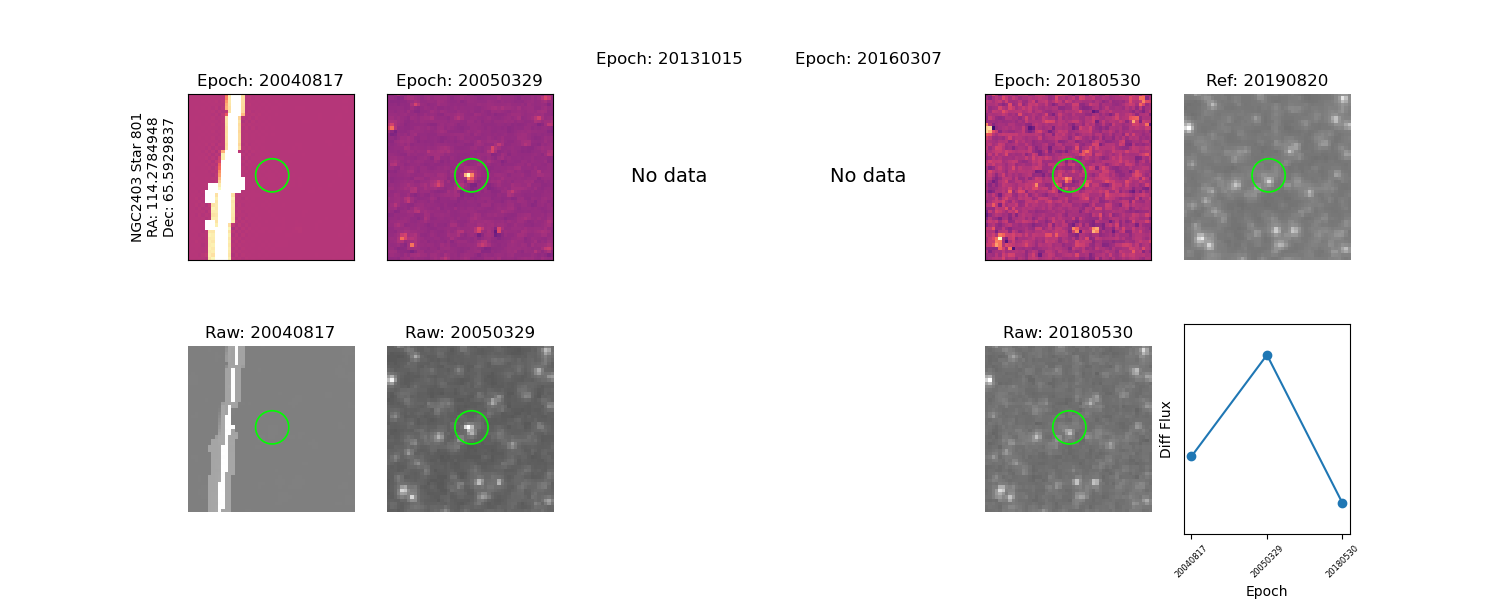 Epoch: 20131015
Epoch: 20160307
Epoch: 20040817
Epoch: 20050329
Epoch: 20180530
Ref: 20190820
NGC2403 Star 801
RA: 114.2784948
Dec: 65.5929837
No data
No data
Raw: 20040817
Raw: 20050329
Raw: 20180530
Diff Flux
20040817
20050329
20180530
Epoch